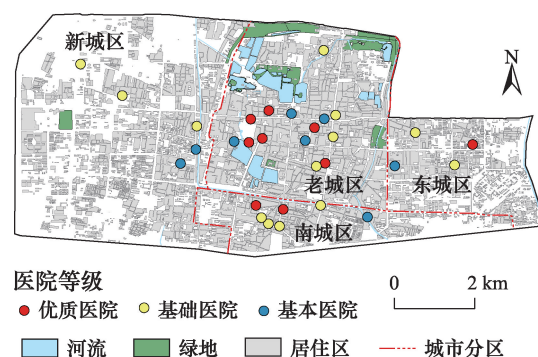 新城区
N
老城区
东城区
南城区
医院等级
0 2 km
优质医院 基础医院 基本医院
河流 绿地 居住区 城市分区